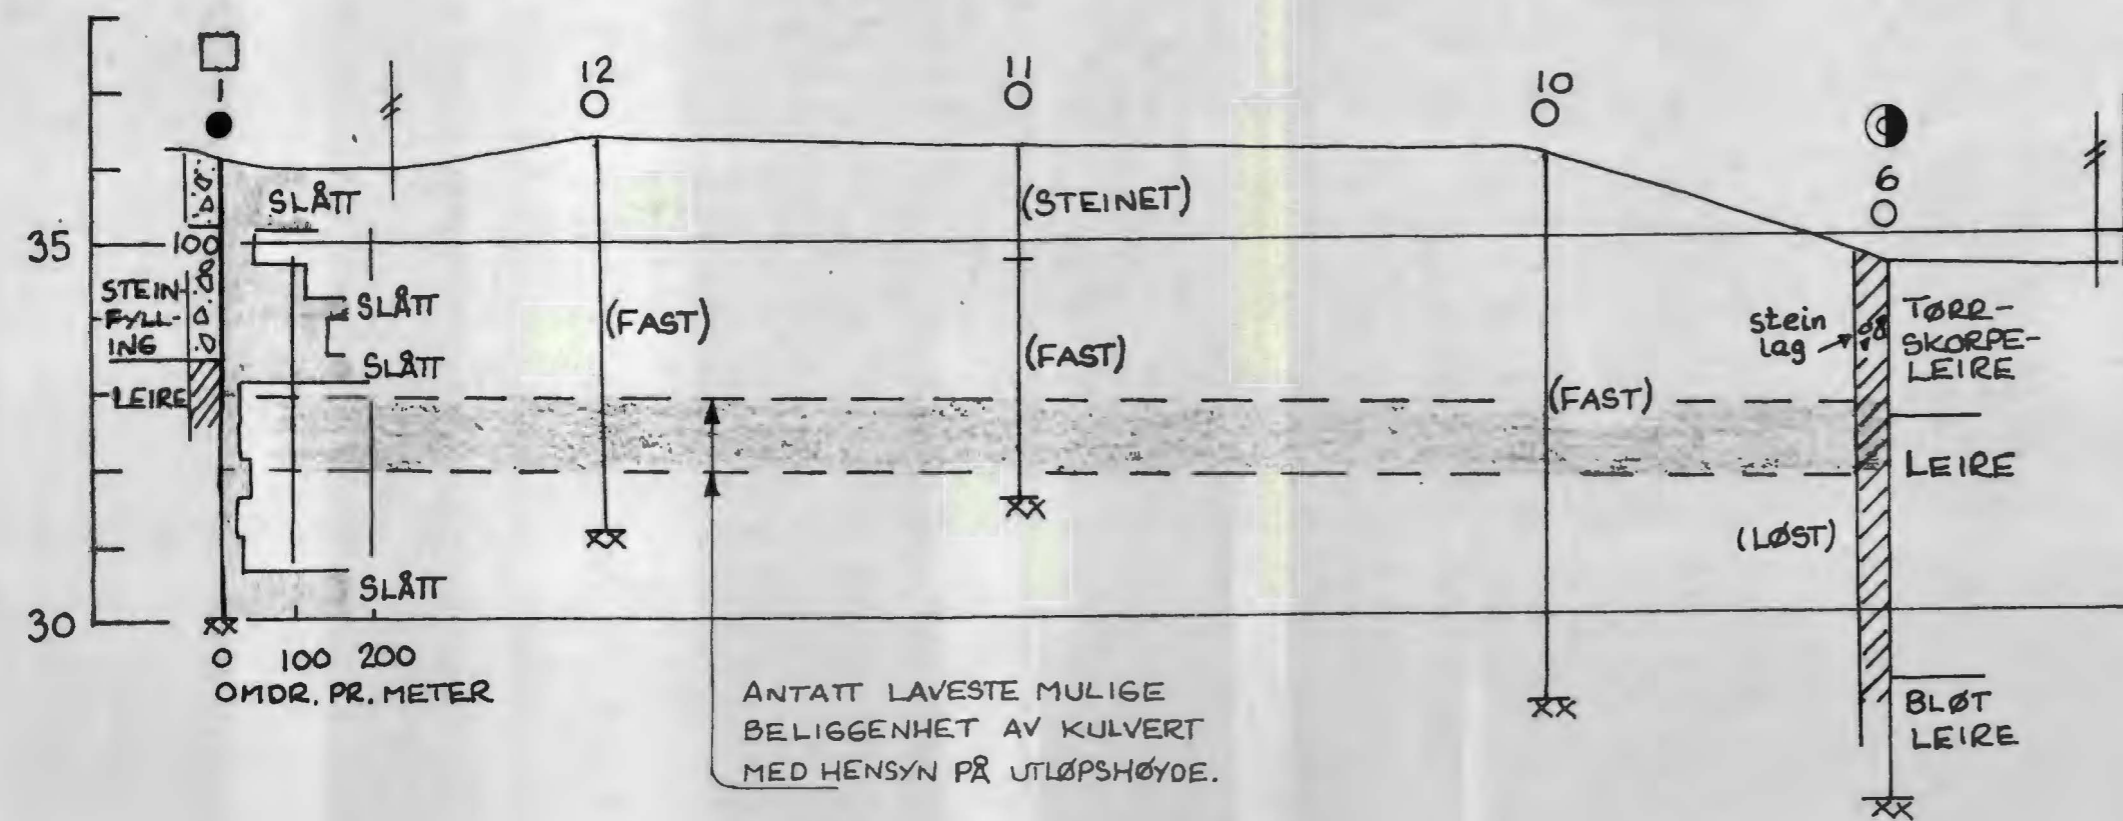 1
12
11
10
6
35
30
100
SLÅTT
SLÅTT
SLÅTT
SLÅTT
STEIN-
FYLL-
ING
LEIRE
(FAST)
(STEINET)
(FAST)
(FAST)
stein
lag
TØRR-
SKORPE-
LEIRE
LEIRE
(LØST)
BLØT
LEIRE
0 100 200
OMDR. PR. METER
ANTATT LAVESTE MULIGE
BELIGGENHET AV KULVERT
MED HENSYN PÅ UTLØPSHØYDE.